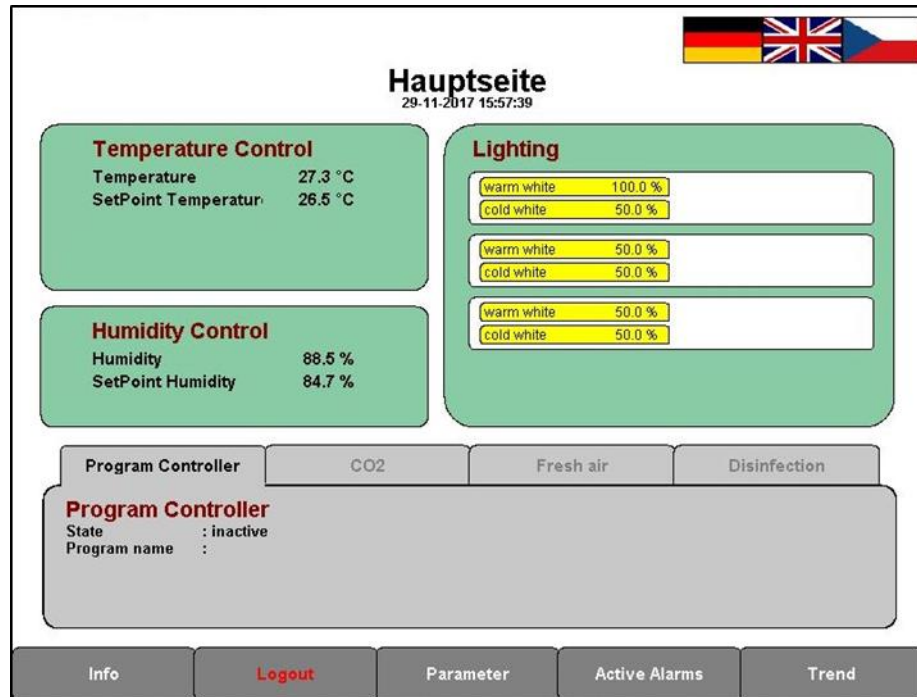 Hauptseite
29-11-2017 15:57:39
Temperature Control
Temperature 27.3 °C
SetPoint Temperatur 26.5 °C
Humidity Control
Humidity 88.5 %
SetPoint Humidity 84.7 %
Lighting
warm white 100.0 %
cold white 50.0 %
warm white 50.0 %
cold white 50.0 %
warm white 50.0 %
cold white 50.0 %
Program Controller CO2 Fresh air Disinfection
Program Controller
State : inactive
Program name :
Info Logout Parameter Active Alarms Trend